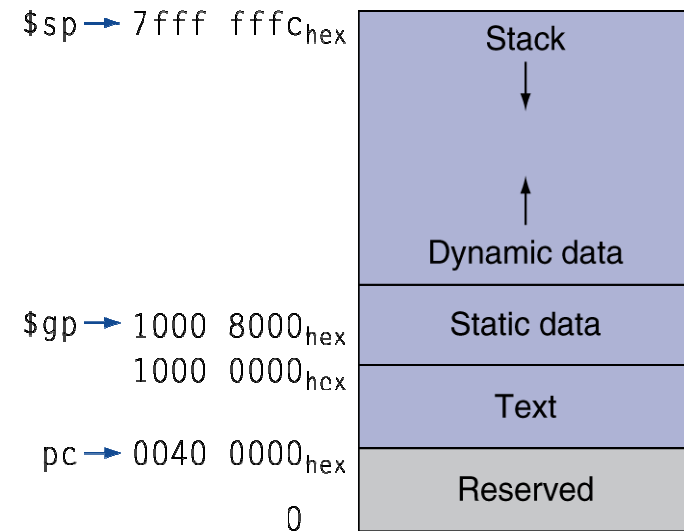 $sp → 7fff fffchex
Stack
Dynamic data
$gp → 1000 8000hex
Static data
1000 0000hex
Text
pc → 0040 0000hex
Reserved
0